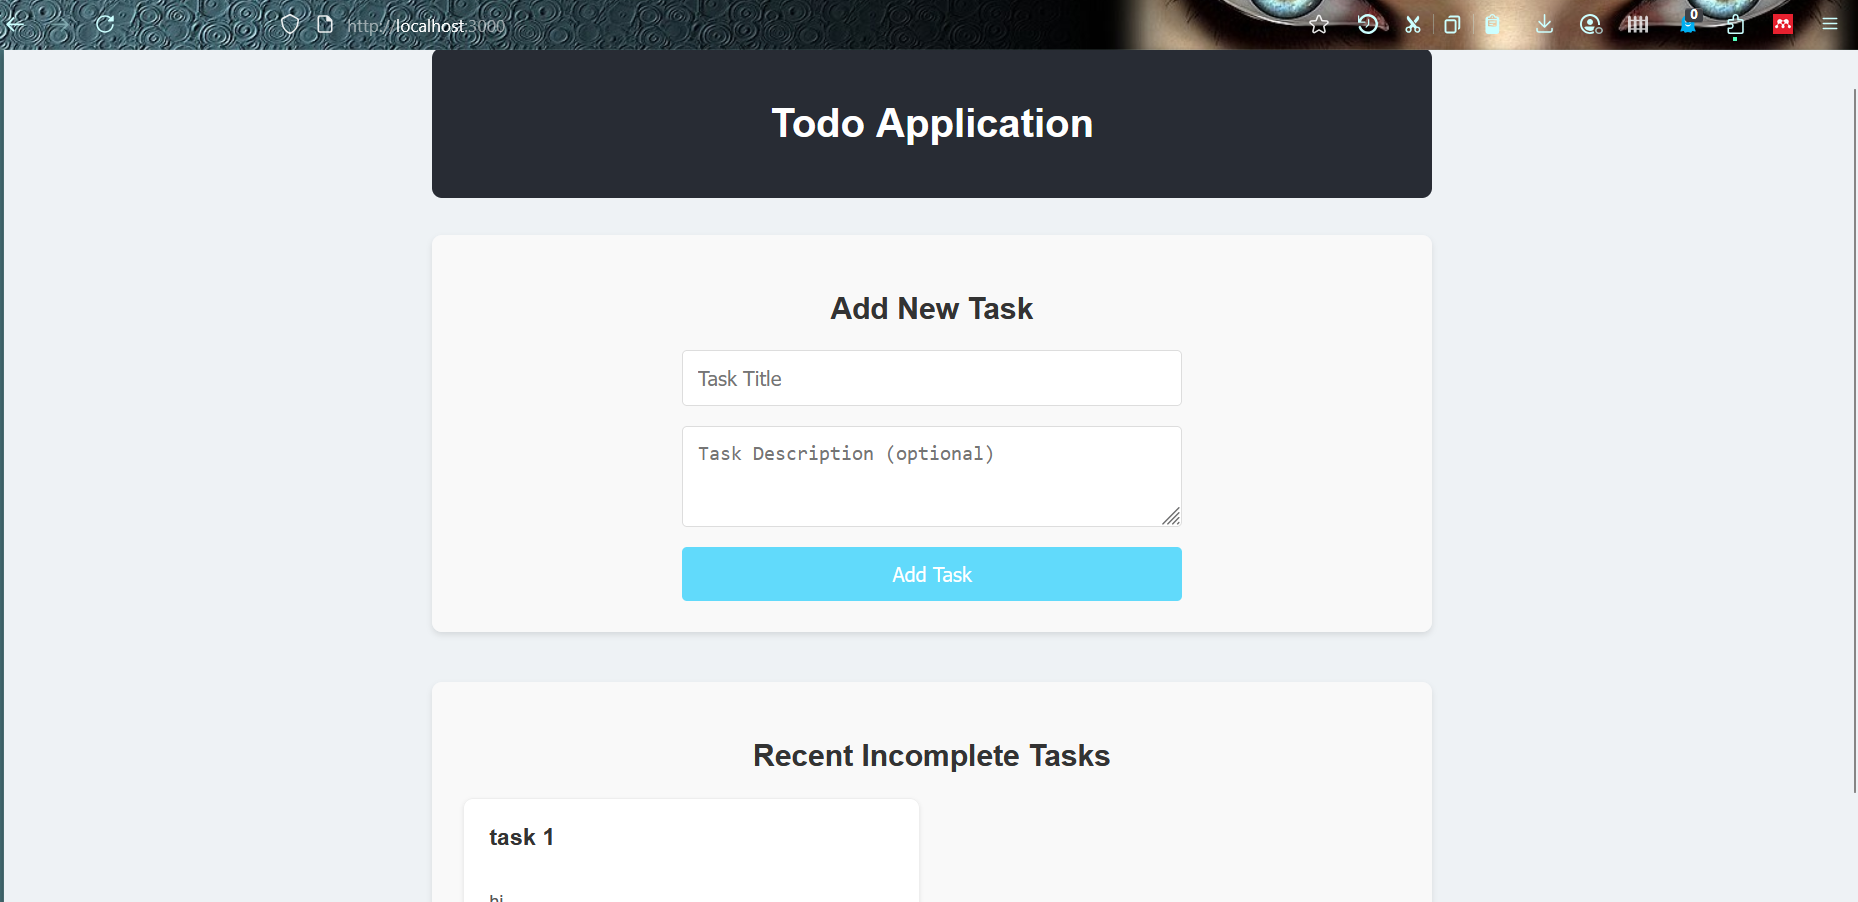 http://localhost:3000
0
Todo Application
Add New Task
Task Title
Task Description (optional)
Add Task
Recent Incomplete Tasks
task 1
hi